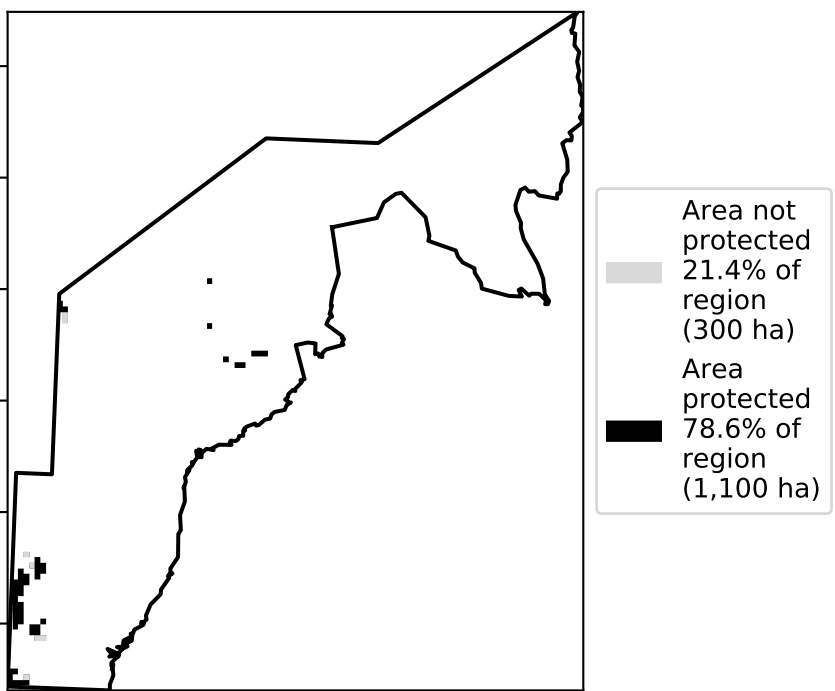 Area not
protected
21.4% of
region
(300 ha)
Area
protected
78.6% of
region
(1,100 ha)